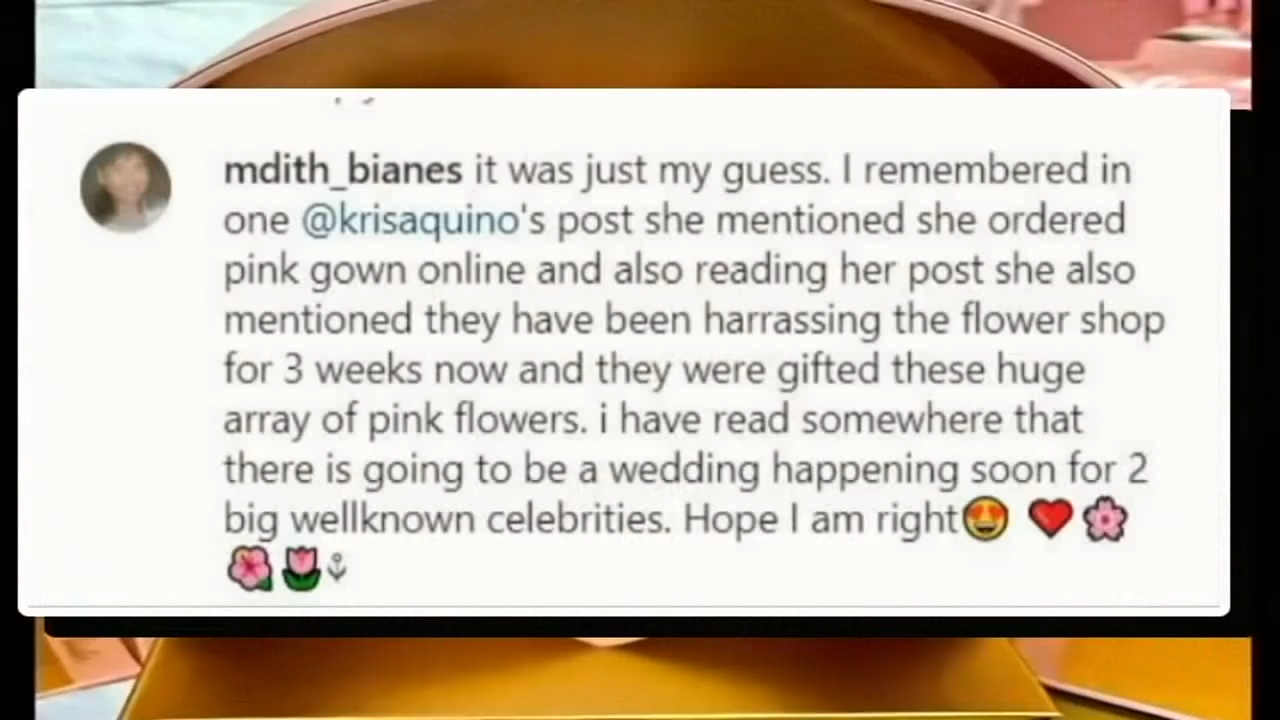 mdith_bianes it was just my guess. I remembered in
one @krisaquino's post she mentioned she ordered
pink gown online and also reading her post she also
mentioned they have been harrassing the flower shop
for 3 weeks now and they were gifted these huge
array of pink flowers. i have read somewhere that
there is going to be a wedding happening soon for 2
big wellknown celebrities. Hope I am right😍 ❤️🌸
🌺🌷⚓